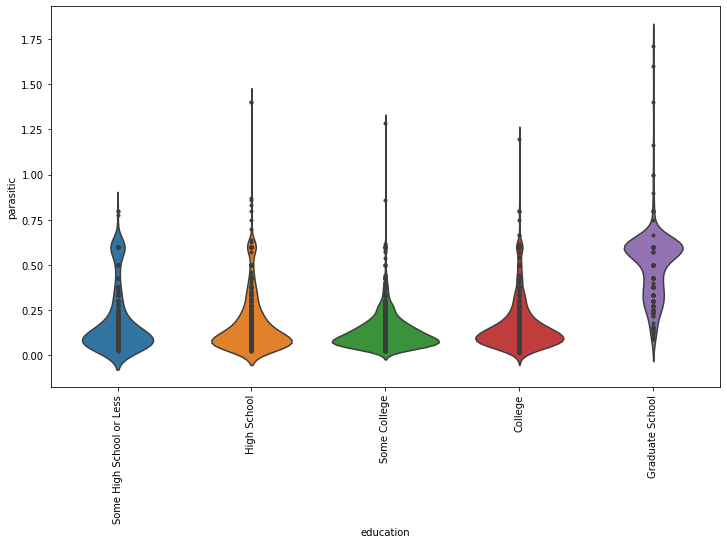 1.75
1.50
1.25
1.00
0.75
0.50
0.25
0.00
parasitic
Some High School or Less
High School
Some College
College
Graduate School
education